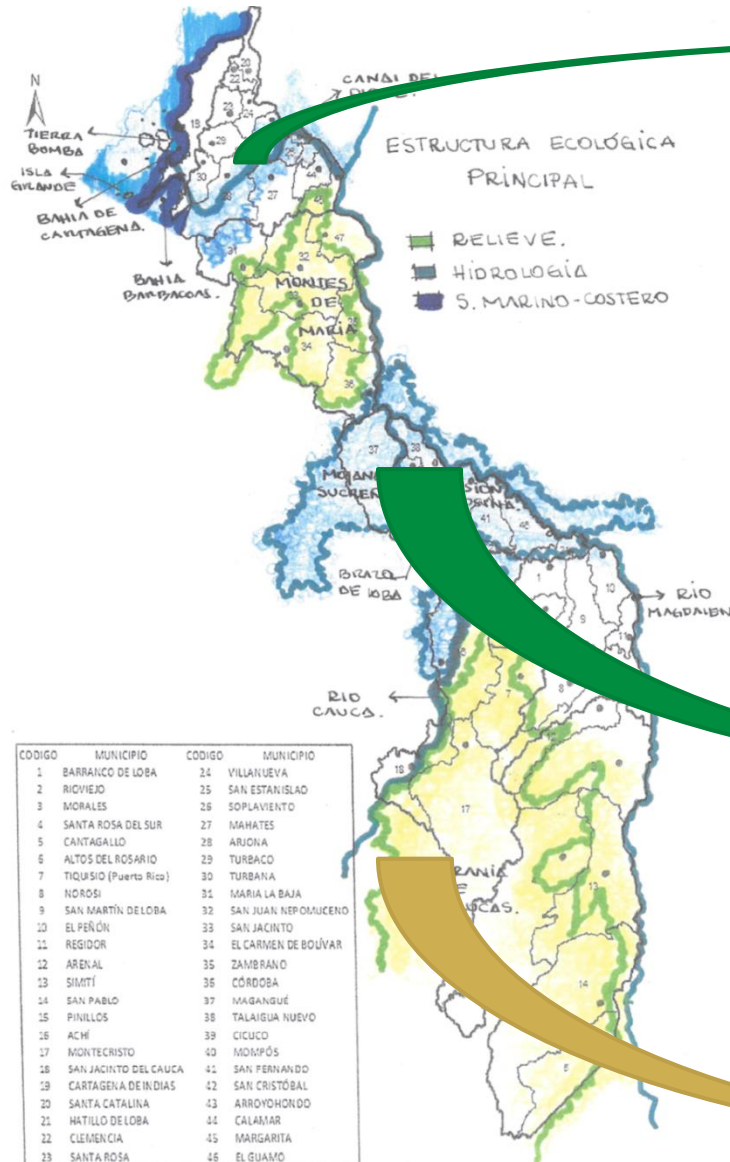 N
CANAL DEL
TIERRA
BOMBA
ISLA
GRANDE
BAHIA DE
CARTAGENA.
BAHIA
BARBACOAS.
ESTRUCTURA ECOLÓGICA
PRINCIPAL
RELIEVE.
HIDROLOGÍA
S. MARINO-COSTERO
MONTES
DE
MARIA
BRAZO
DE LOBA
RÍO
RIO
CAUCA.
CODIGO MUNICIPIO CODIGO MUNICIPIO
1 BARRANCO DE LOBA 24 VILLANUEVA
2 RIOVIEJO 25 SAN ESTANISLAO
3 MORALES 26 SOPLAVIENTO
4 SANTA ROSA DEL SUR 27 MAHATES
5 CANTAGALLO 28 ARJONA
6 ALTOS DEL ROSARIO 29 TURBACO
7 TIQUISIO (Puerto Rico) 30 TURBANA
8 NOROSI 31 MARIA LA BAJA
9 SAN MARTÍN DE LOBA 32 SAN JUAN NEPOMUCENO
10 EL PEÑÓN 33 SAN JACINTO
11 REGIDOR 34 EL CARMEN DE BOLÍVAR
12 ARENAL 35 ZAMBRANO
13 SIMITÍ 36 CÓRDOBA
14 SAN PABLO 37 MAGANGUÉ
15 PINILLOS 38 TALAIGUA NUEVO
16 ACHÍ 39 CICUCO
17 MONTECRISTO 40 MOMPÓS
18 SAN JACINTO DEL CAUCA 41 SAN FERNANDO
19 CARTAGENA DE INDIAS 42 SAN CRISTÓBAL
20 SANTA CATALINA 43 ARROYOHONDO
21 HATILLO DE LOBA 44 CALAMAR
22 CLEMENCIA 45 MARGARITA
23 SANTA ROSA 46 EL GUAMO